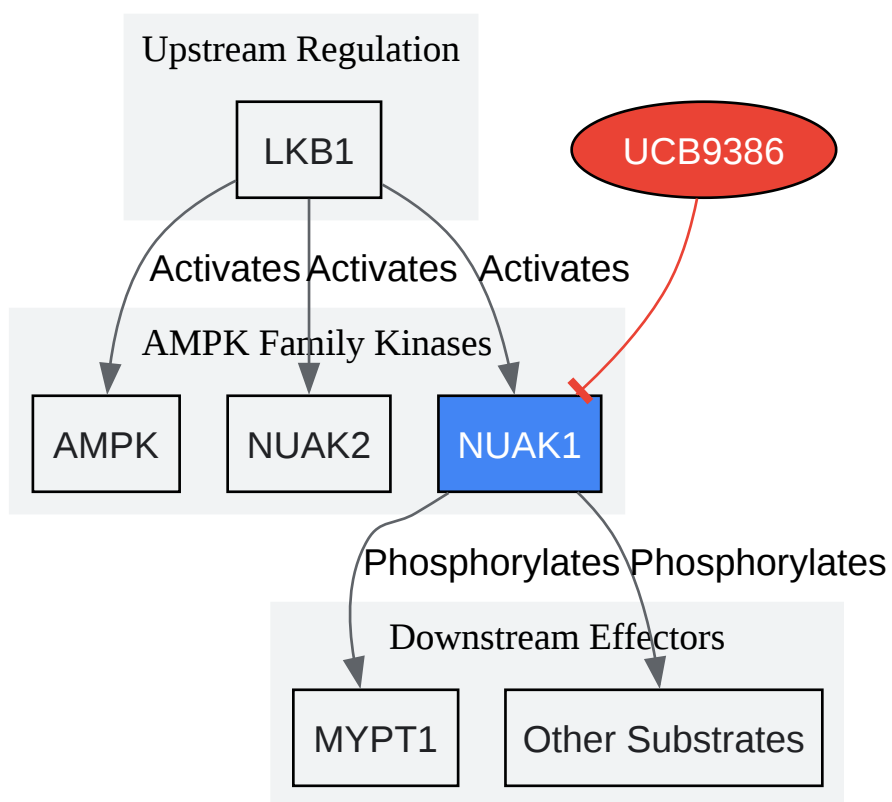 Upstream Regulation
LKB1
UCB9386
Activates
Activates
Activates
AMPK Family Kinases
AMPK
NUAK2
NUAK1
Phosphorylates
Phosphorylates
Downstream Effectors
MYPT1
Other Substrates